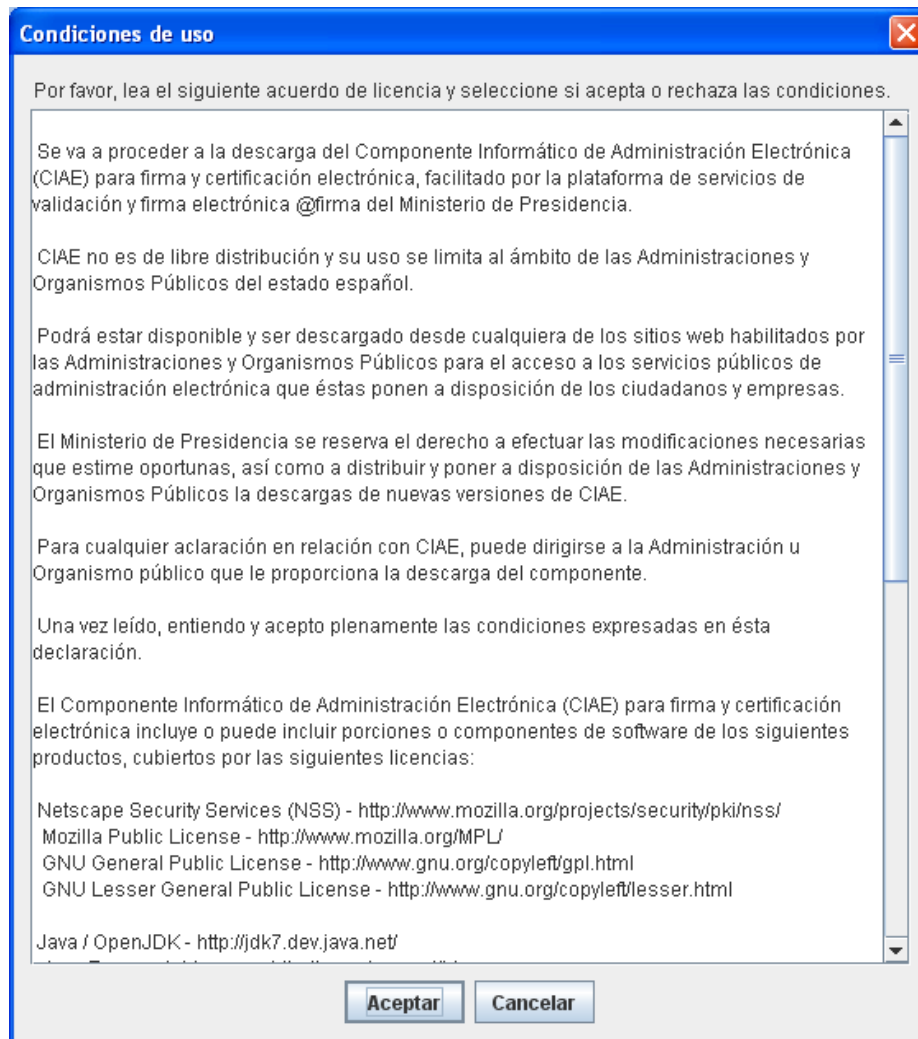 Condiciones de uso
Por favor, lea el siguiente acuerdo de licencia y seleccione si acepta o rechaza las condiciones.
Se va a proceder a la descarga del Componente Informático de Administración Electrónica
(CIAE) para firma y certificación electrónica, facilitado por la plataforma de servicios de
validación y firma electrónica @firma del Ministerio de Presidencia.
CIAE no es de libre distribución y su uso se limita al ámbito de las Administraciones y
Organismos Públicos del estado español.
Podrá estar disponible y ser descargado desde cualquiera de los sitios web habilitados por
las Administraciones y Organismos Públicos para el acceso a los servicios públicos de
administración electrónica que éstas ponen a disposición de los ciudadanos y empresas.
El Ministerio de Presidencia se reserva el derecho a efectuar las modificaciones necesarias
que estime oportunas, así como a distribuir y poner a disposición de las Administraciones y
Organismos Públicos la descargas de nuevas versiones de CIAE.
Para cualquier aclaración en relación con CIAE, puede dirigirse a la Administración u
Organismo público que le proporciona la descarga del componente.
Una vez leído, entiendo y acepto plenamente las condiciones expresadas en ésta
declaración.
El Componente Informático de Administración Electrónica (CIAE) para firma y certificación
electrónica incluye o puede incluir porciones o componentes de software de los siguientes
productos, cubiertos por las siguientes licencias:
Netscape Security Services (NSS) - http://www.mozilla.org/projects/security/pki/nss/
Mozilla Public License - http://www.mozilla.org/MPL/
GNU General Public License - http://www.gnu.org/copyleft/gpl.html
GNU Lesser General Public License - http://www.gnu.org/copyleft/lesser.html
Java / OpenJDK - http://jdk7.dev.java.net/
Aceptar Cancelar